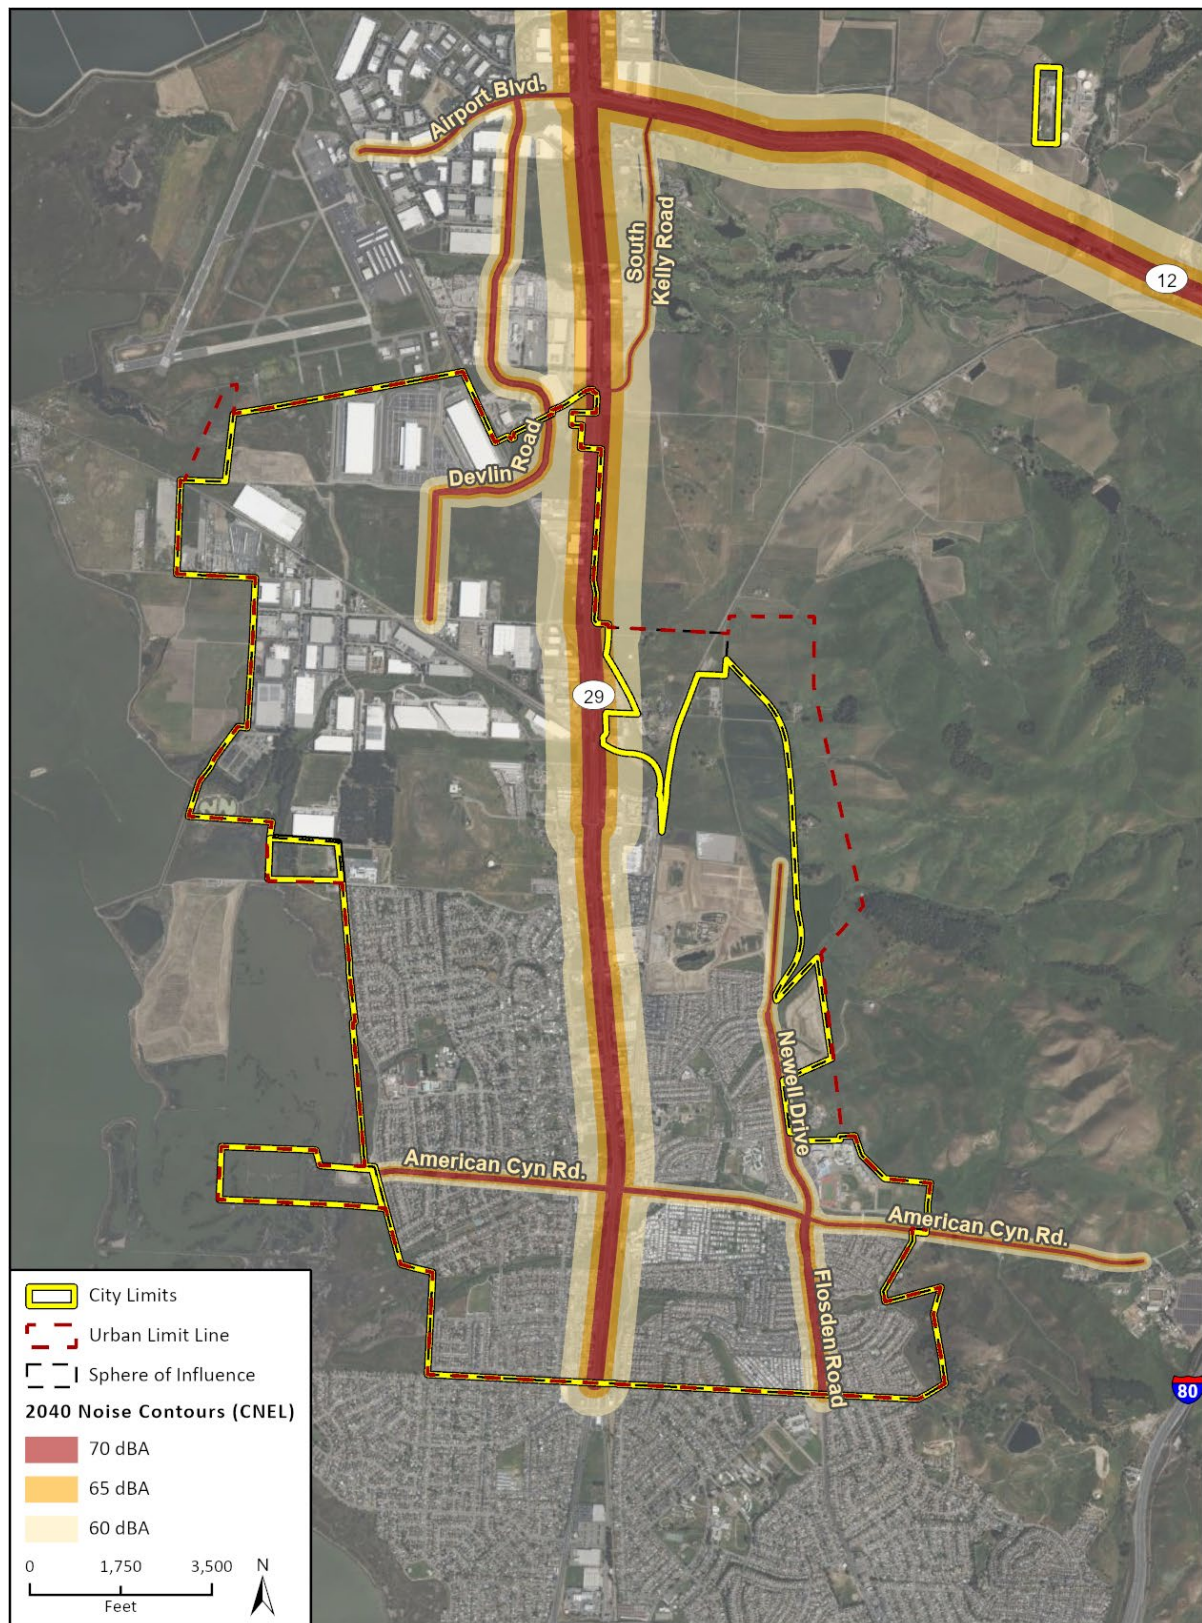 Airport Blvd.
South
Kelly Road
12
Devlin Road
29
Newell Drive
American Cyn Rd.
American Cyn Rd.
Flosden Road
80
City Limits
Urban Limit Line
Sphere of Influence
2040 Noise Contours (CNEL)
70 dBA
65 dBA
60 dBA
0 1,750 3,500
Feet
N